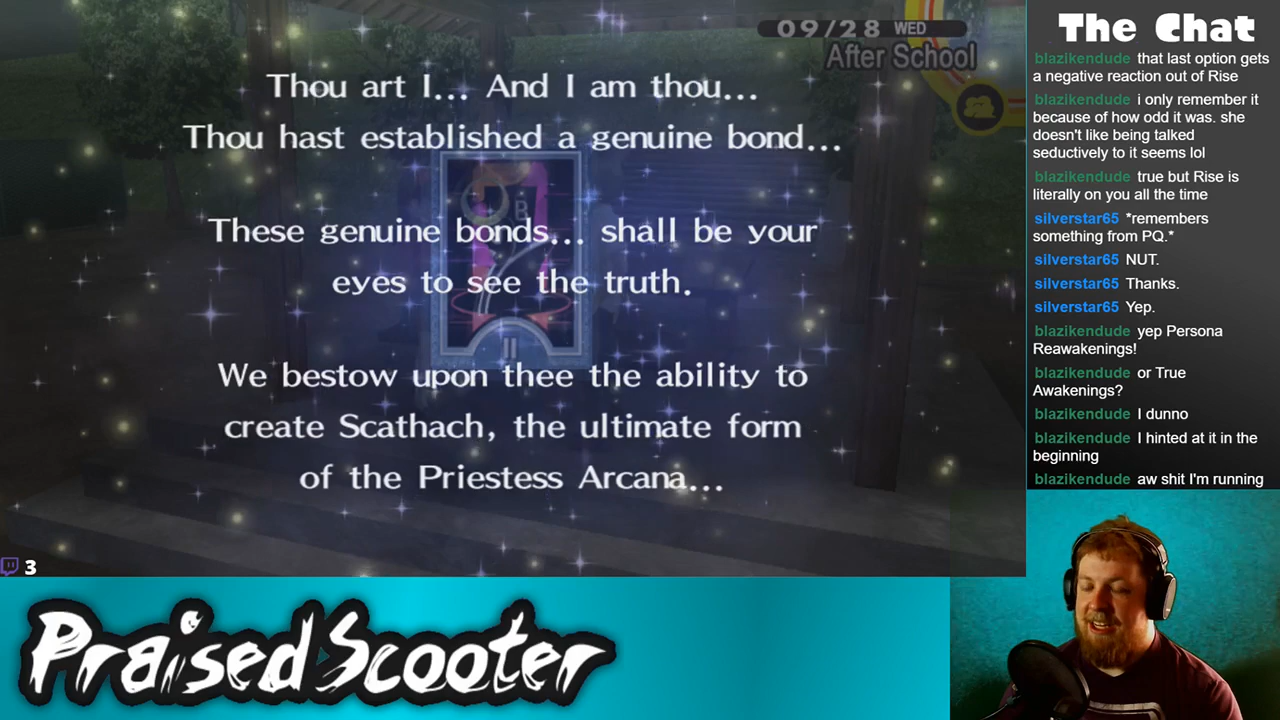 09/28 WED
After School
Thou art I... And I am thou...
Thou hast established a genuine bond...
These genuine bonds... shall be your
eyes to see the truth.
We bestow upon thee the ability to
create Scathach, the ultimate form
of the Priestess Arcana...
B
II
3
PraisedScooter
The Chat
blazikendude that last option gets
a negative reaction out of Rise
blazikendude i only remember it
because of how odd it was. she
doesn't like being talked
seductively to it seems lol
blazikendude true but Rise is
literally on you all the time
silverstar65 *remembers
something from PQ.*
silverstar65 NUT.
silverstar65 Thanks.
silverstar65 Yep.
blazikendude yep Persona
Reawakenings!
blazikendude or True
Awakenings?
blazikendude I dunno
blazikendude I hinted at it in the
beginning
blazikendude aw shit I'm running